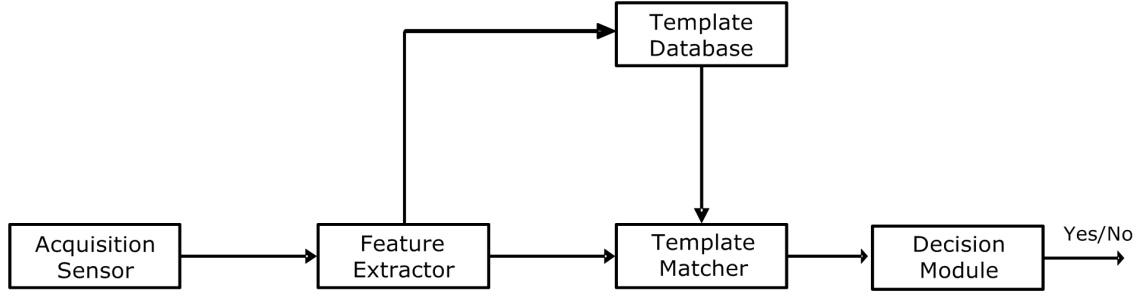 Template
Database
Acquisition
Sensor
Feature
Extractor
Template
Matcher
Decision
Module
Yes/No